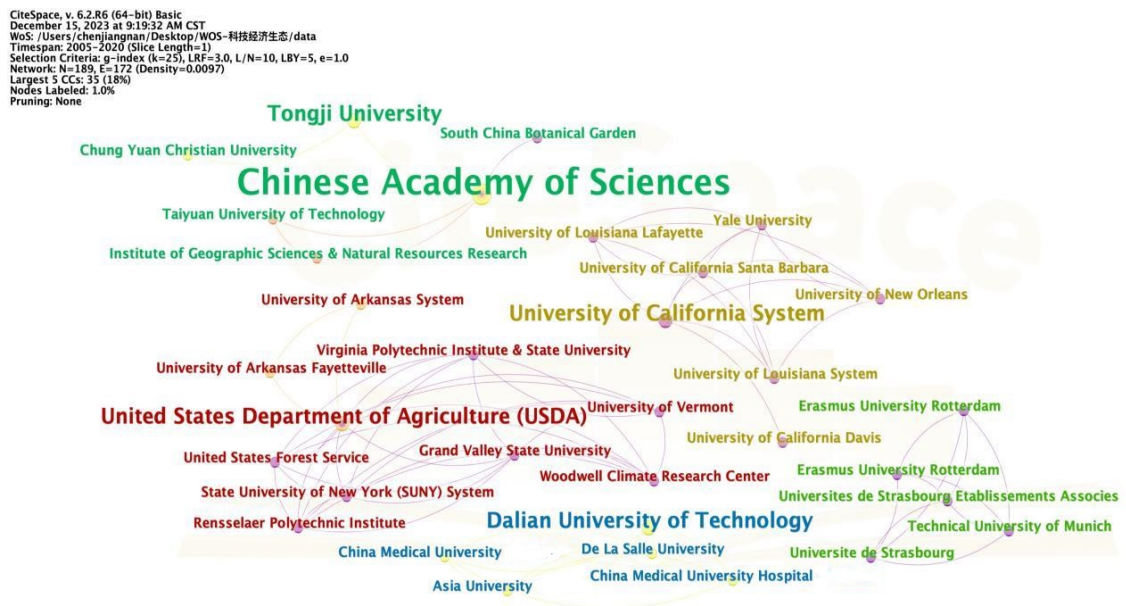 CiteSpace, v. 6.2.R6 (64-bit) Basic
December 15, 2023 at 9:19:32 AM CST
WoS: /Users/chenjiangnan/Desktop/WOS-科技经济生态/data
Timespan: 2005-2020 (Slice Length=1)
Selection Criteria: g-index (k=25), LRF=3.0, L/N=10, LBY=5, e=1.0
Network: N=189, E=172 (Density=0.0097)
Largest 5 CCs: 35 (18%)
Nodes Labeled: 1.0%
Pruning: None
Tongji University
South China Botanical Garden
Chung Yuan Christian University
Chinese Academy of Sciences
Taiyuan University of Technology
Yale University
University of Louisiana Lafayette
Institute of Geographic Sciences & Natural Resources Research
University of California Santa Barbara
University of New Orleans
University of Arkansas System
University of California System
Virginia Polytechnic Institute & State University
University of Arkansas Fayetteville
University of Louisiana System
United States Department of Agriculture (USDA)
University of Vermont
Erasmus University Rotterdam
University of California Davis
Grand Valley State University
United States Forest Service
Erasmus University Rotterdam
Woodwell Climate Research Center
State University of New York (SUNY) System
Universites de Strasbourg Etablissements Associes
Rensselaer Polytechnic Institute
Dalian University of Technology
Technical University of Munich
China Medical University
De La Salle University
Universite de Strasbourg
China Medical University Hospital
Asia University
CiteSpace